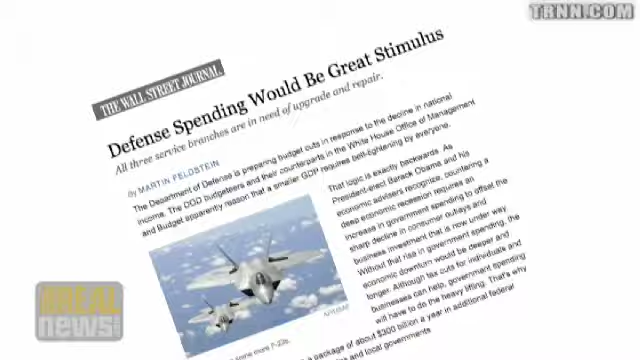 TRNN.COM
THE WALL STREET JOURNAL.
Defense Spending Would Be Great Stimulus
All three service branches are in need of upgrade and repair.
By MARTIN FELDSTEIN
The Department of Defense is preparing budget cuts in response to the decline in national
income. The DOD budgeteers and their counterparts in the White House Office of Management
and Budget apparently reason that a smaller GDP requires belt-tightening by everyone.
That logic is exactly backwards. As
President-elect Barack Obama and his
economic advisers recognize, countering a
deep economic recession requires an
increase in government spending to offset the
sharp decline in consumer outlays and
business investment that is now under way.
Without that rise in government spending, the
economic downturn would be deeper and
longer. Although tax cuts for individuals and
businesses can help, government spending
will have to do the heavy lifting. That's why
a package of about $300 billion a year in additional federal
and local governments
some more F-22s.
THE REAL
news